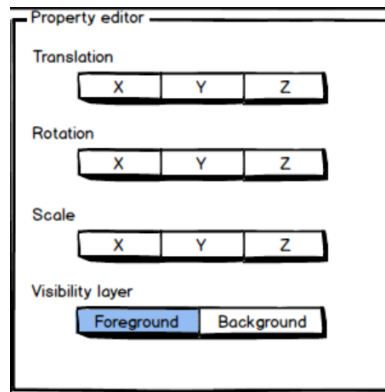 Property editor
Translation
X Y Z
Rotation
X Y Z
Scale
X Y Z
Visibility layer
Foreground Background